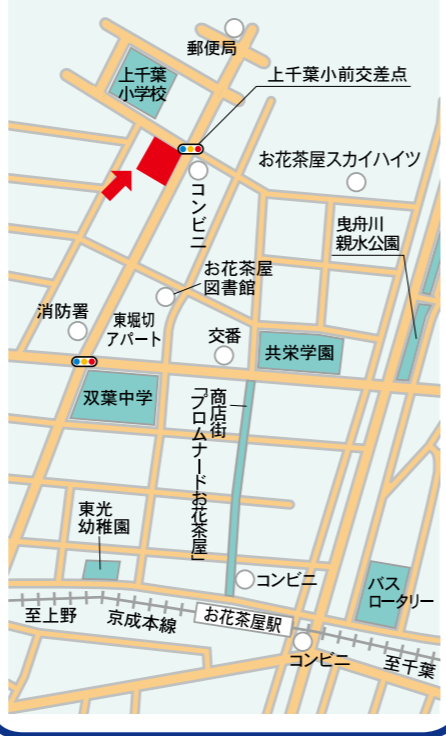 郵便局
上千葉
小学校
上千葉小前交差点
お花茶屋スカイハイツ
コンビニ
曳舟川
親水公園
お花茶屋
図書館
消防署
東堀切
アパート
交番
共栄学園
双葉中学
商店街
「プロムナードお花茶屋」
東光
幼稚園
コンビニ
バス
ロータリー
至上野
京成本線
お花茶屋駅
コンビニ
至千葉